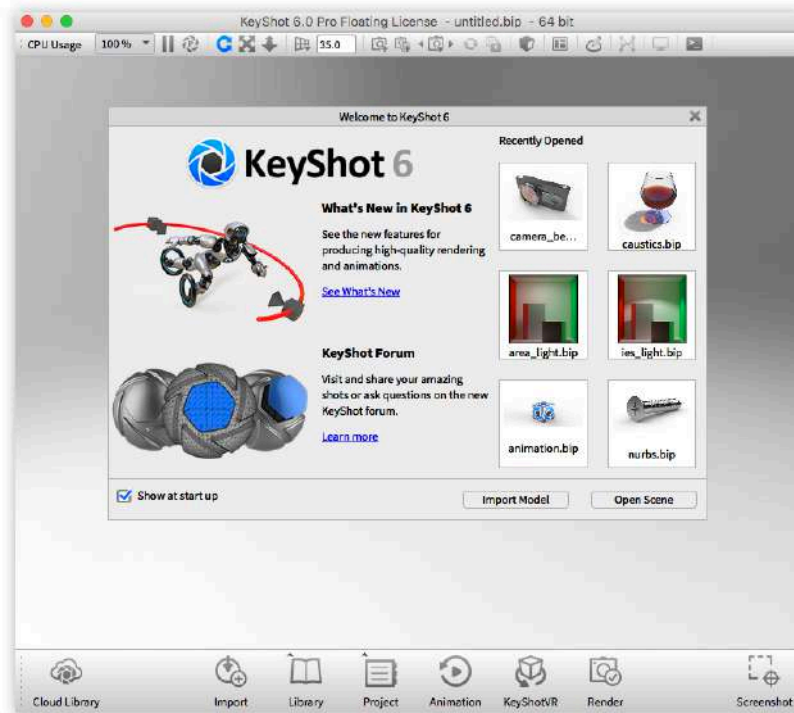 KeyShot 6.0 Pro Floating License - untitled.bip - 64 bit
CPU Usage 100 % 35.0
Welcome to KeyShot 6
KeyShot 6
What's New in KeyShot 6
See the new features for
producing high-quality rendering
and animations.
See What's New
KeyShot Forum
Visit and share your amazing
shots or ask questions on the new
KeyShot forum.
Learn more
Recently Opened
camera_be...
caustics.bip
area_light.bip
ies_light.bip
animation.bip
nurbs.bip
Show at start up
Import Model
Open Scene
Cloud Library
Import
Library
Project
Animation
KeyShotVR
Render
Screenshot